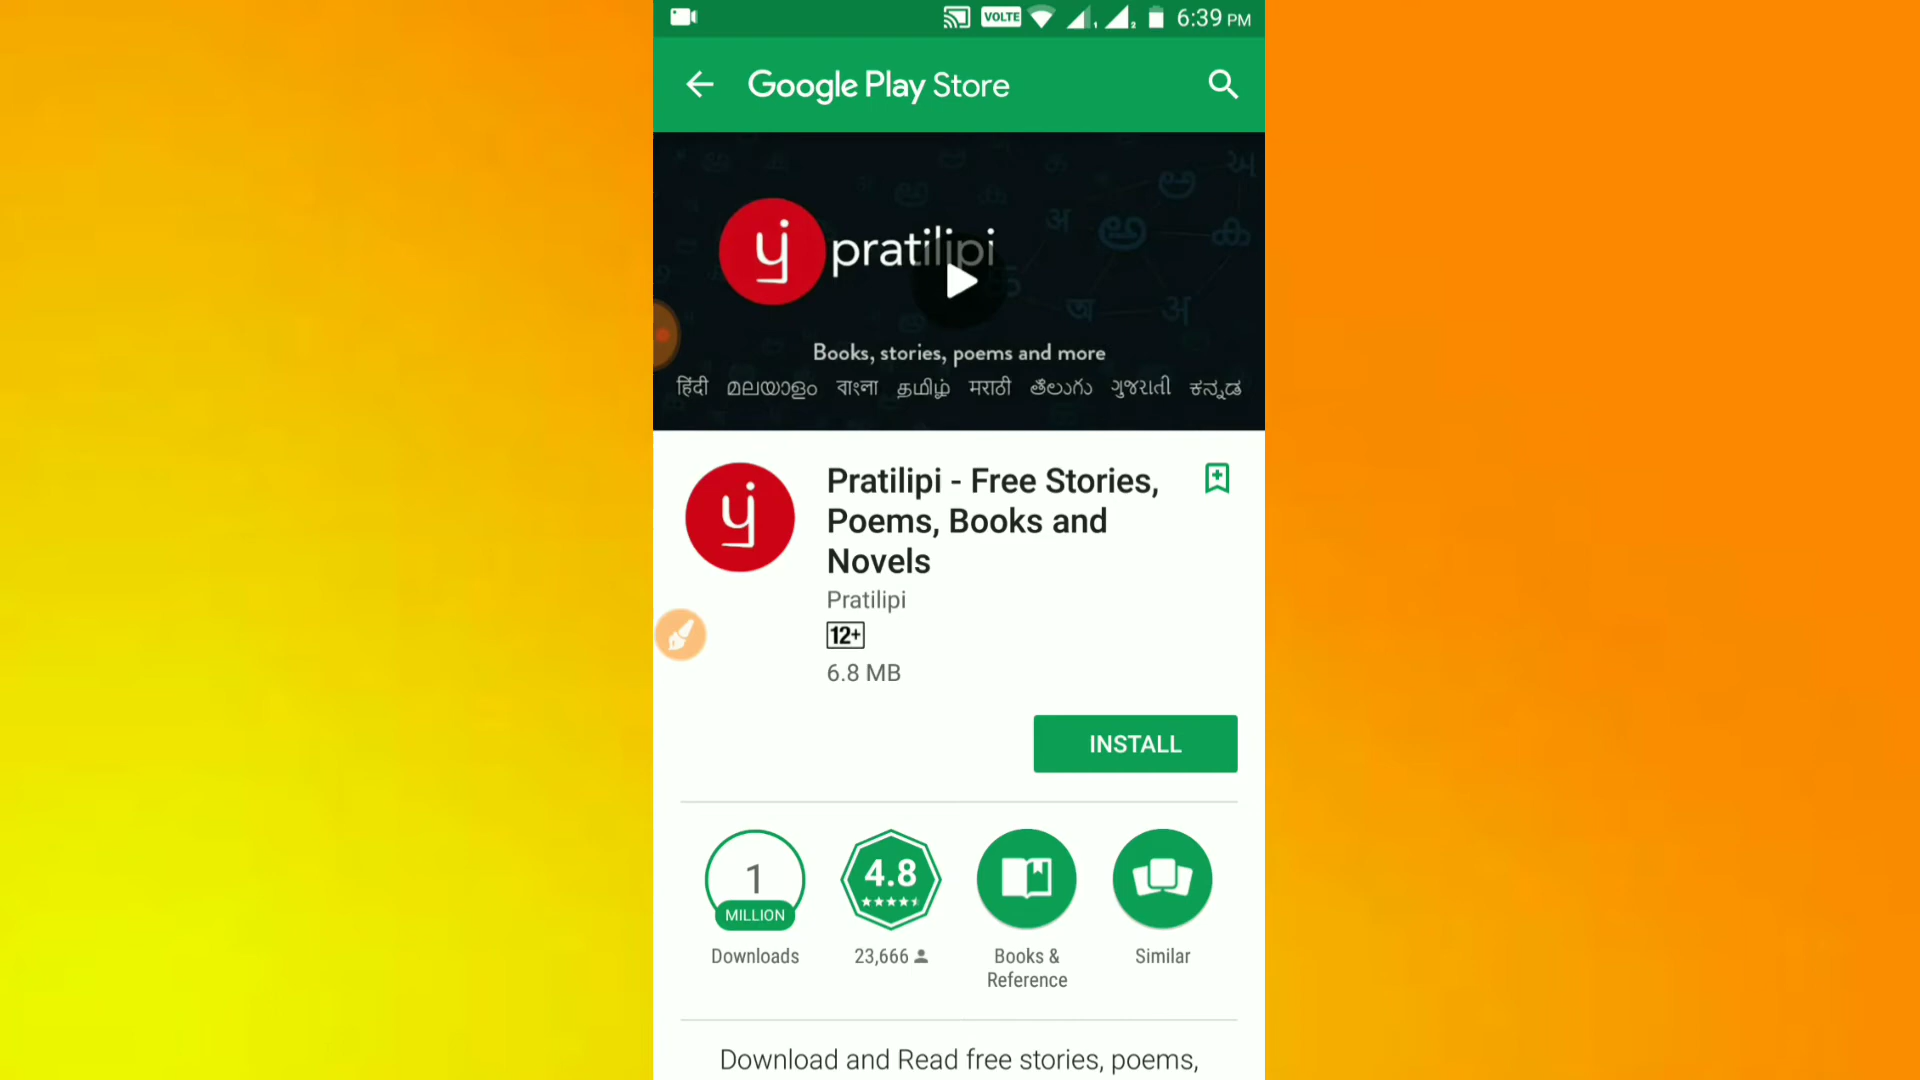 VOLTE 1 2 6:39 PM
Google Play Store
pratilipi
Books, stories, poems and more
हिंदी മലയാളം বাংলা தமிழ் मराठी తెలుగు ગુજરાતી ಕನ್ನಡ
Pratilipi - Free Stories,
Poems, Books and
Novels
Pratilipi
12+
6.8 MB
INSTALL
1
MILLION
4.8
Downloads
23,666
Books &
Reference
Similar
Download and Read free stories, poems,